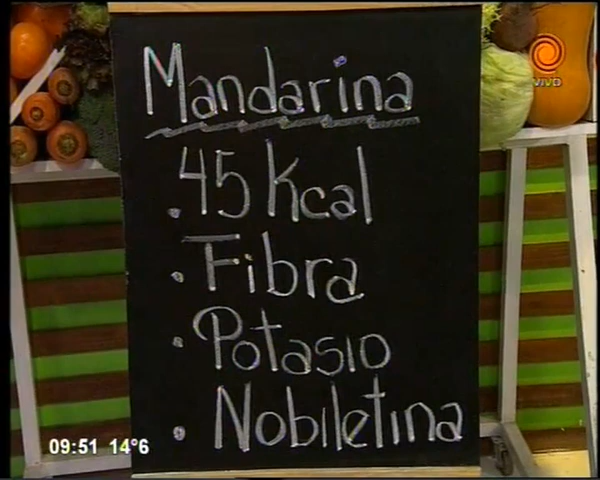 Mandarina
. 45 Kcal
. Fibra
. Potasio
. Nobiletina
VIVO
09:51 14°6